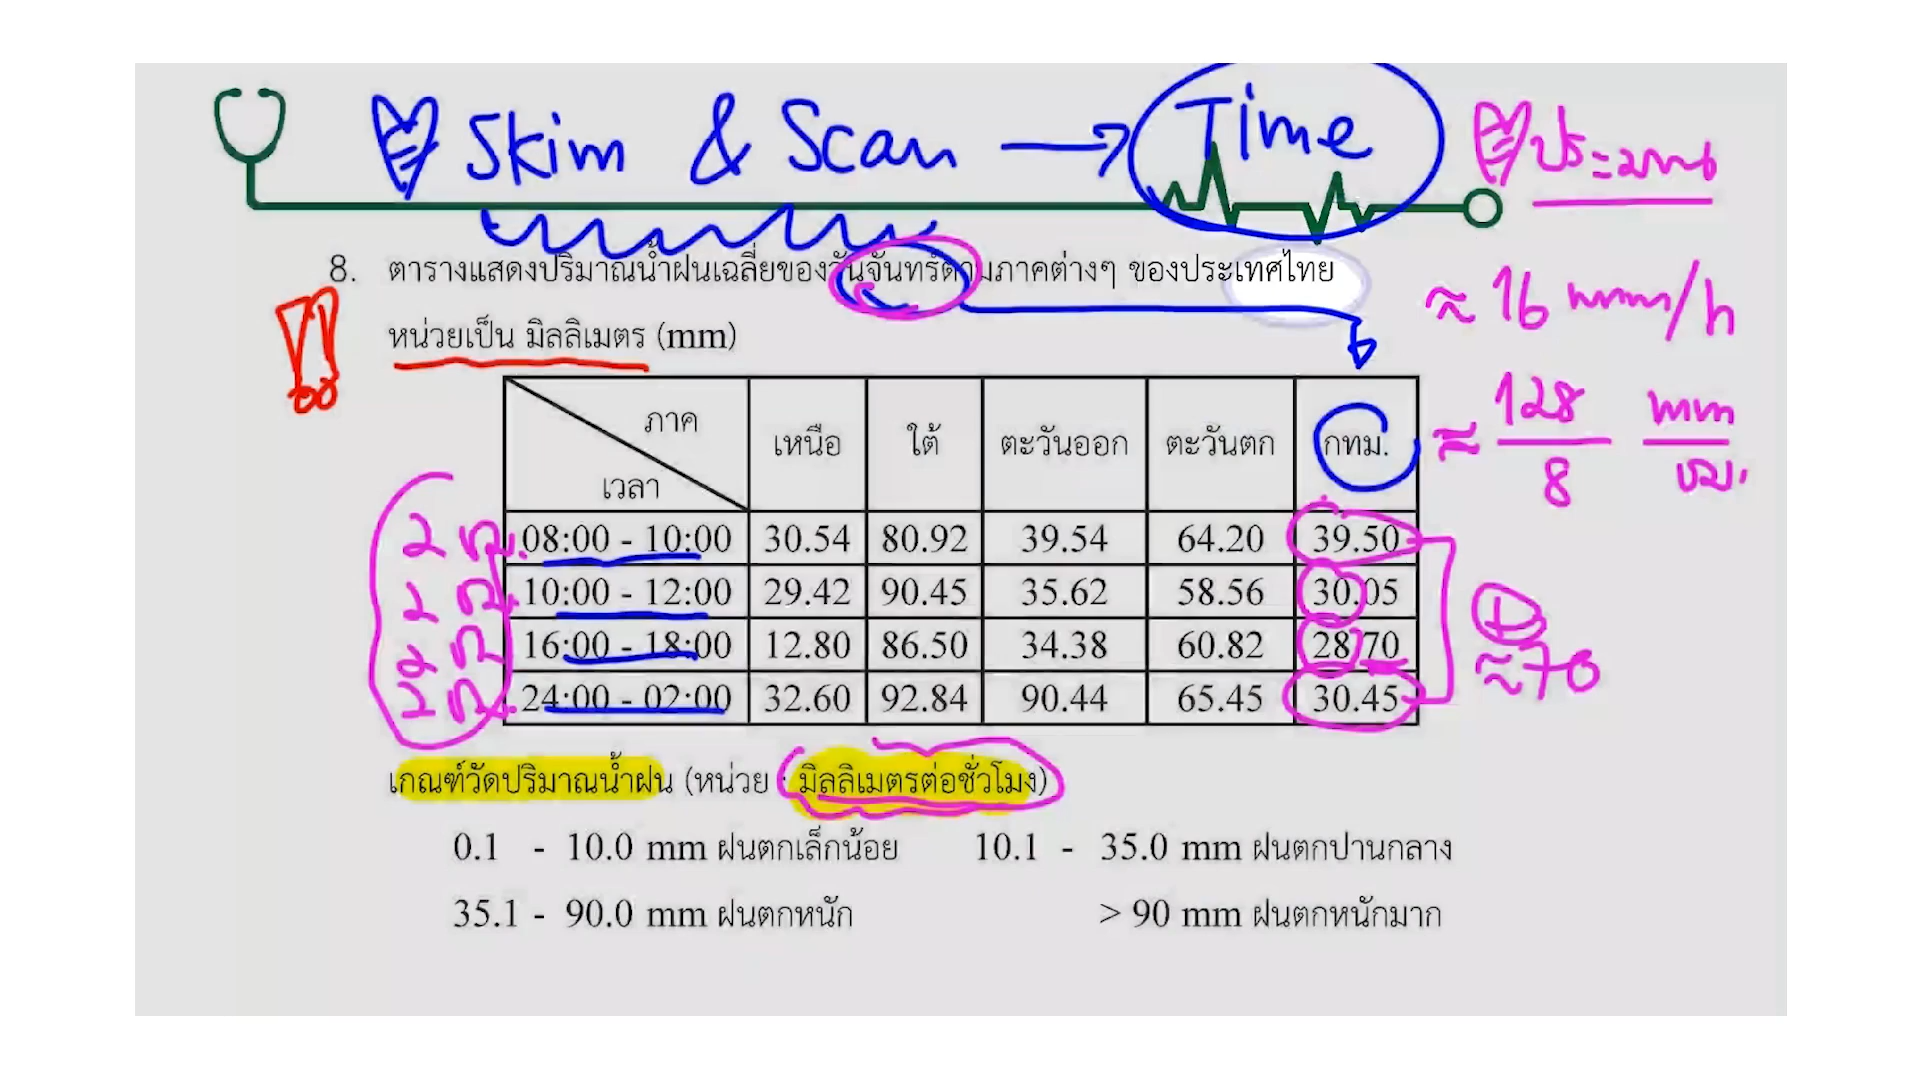 Skim & Scan → Time
ประมาณ
8. ตารางแสดงปริมาณน้ำฝนเฉลี่ยของวันจันทร์ตามภาคต่างๆ ของประเทศไทย
หน่วยเป็น มิลลิเมตร (mm)
≈ 16 mm/h
≈ 128/8 mm/ชม.
ภาค
เวลา
เหนือ ใต้ ตะวันออก ตะวันตก กทม.
2 ชม. 08:00 - 10:00 30.54 80.92 39.54 64.20 39.50
2 ช. 10:00 - 12:00 29.42 90.45 35.62 58.56 30.05
2 ช 16:00 - 18:00 12.80 86.50 34.38 60.82 28.70
2 ช. 24:00 - 02:00 32.60 92.84 90.44 65.45 30.45
+
≈70
เกณฑ์วัดปริมาณน้ำฝน (หน่วย : มิลลิเมตรต่อชั่วโมง)
0.1 - 10.0 mm ฝนตกเล็กน้อย 10.1 - 35.0 mm ฝนตกปานกลาง
35.1 - 90.0 mm ฝนตกหนัก > 90 mm ฝนตกหนักมาก